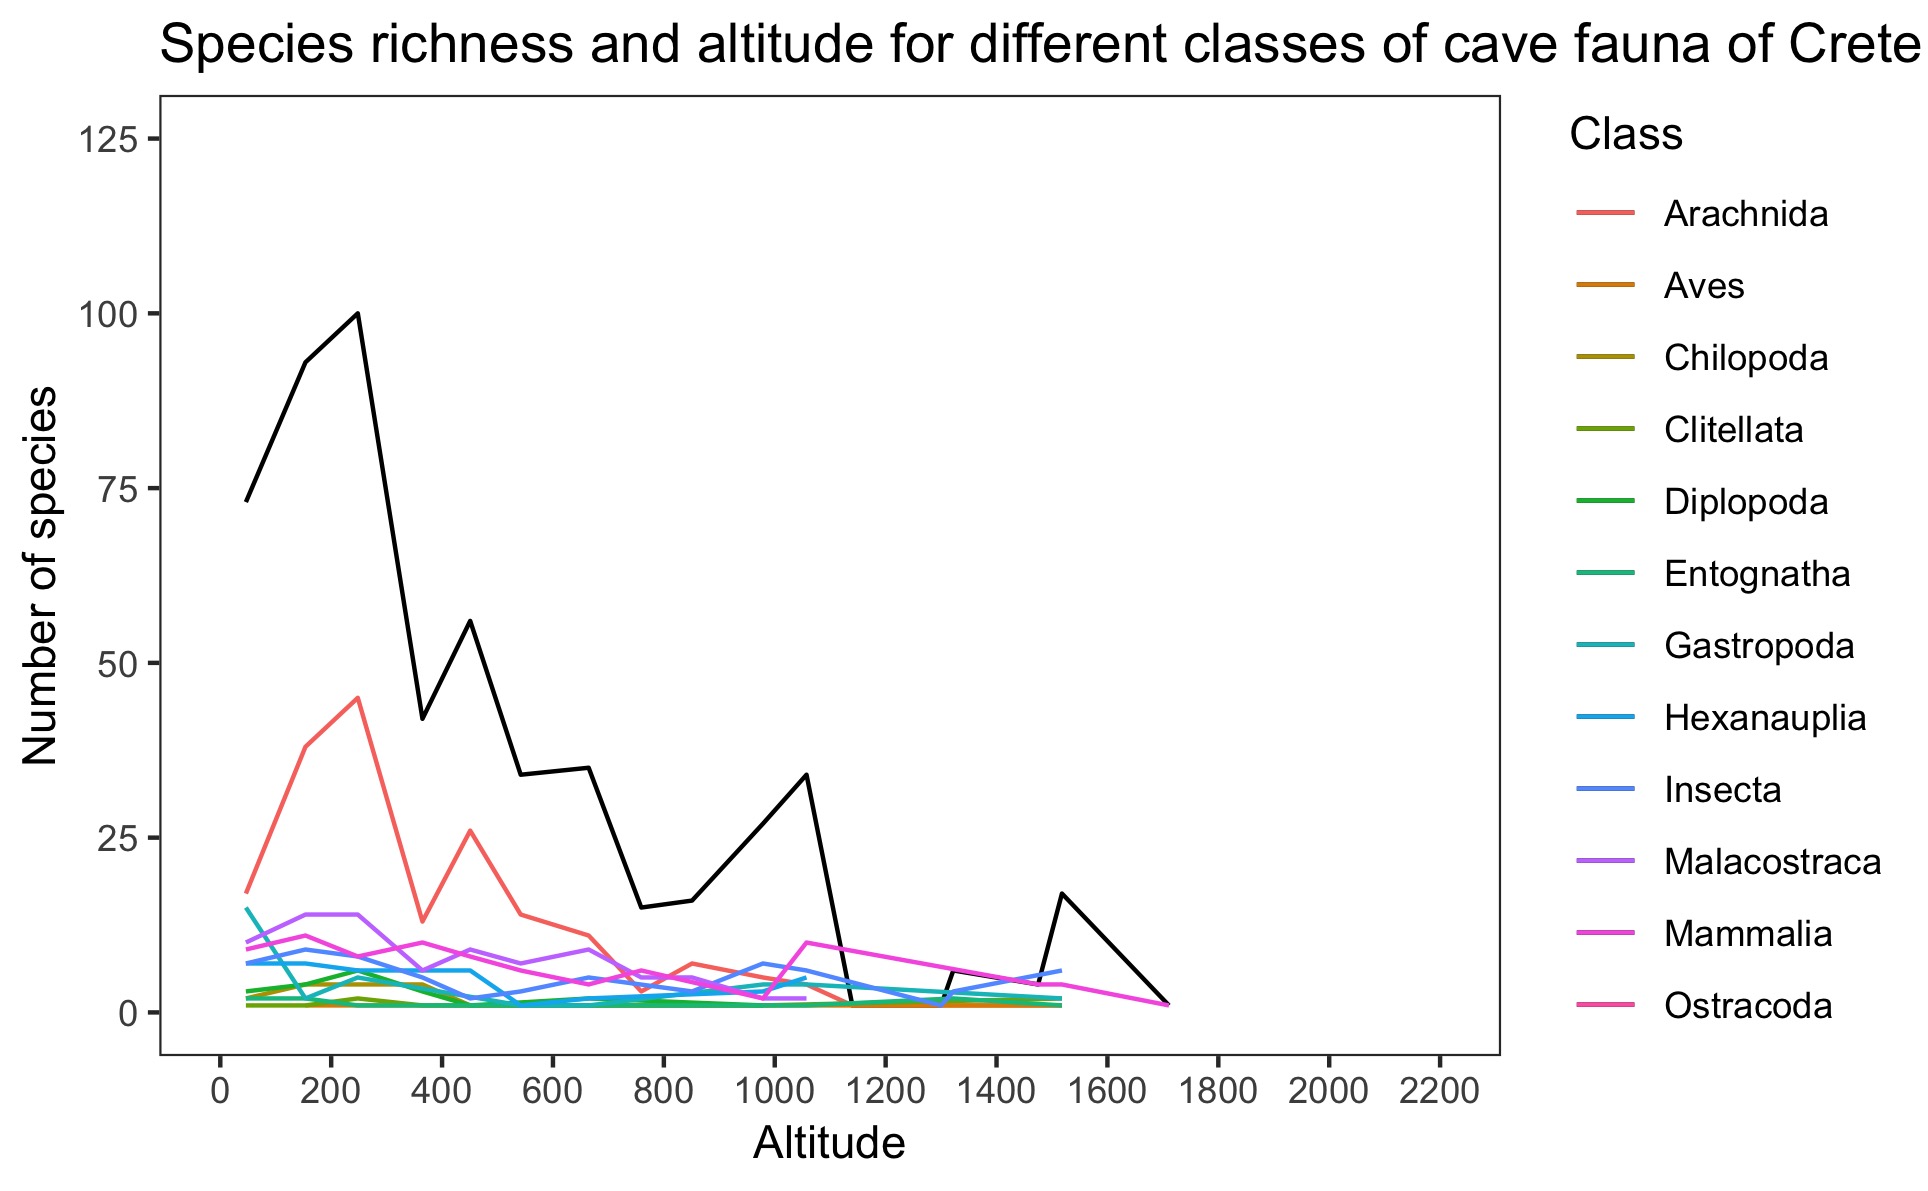 Species richness and altitude for different classes of cave fauna of Crete
125
100
75
50
25
0
Number of species
0 200 400 600 800 1000 1200 1400 1600 1800 2000 2200
Altitude
Class
Arachnida
Aves
Chilopoda
Clitellata
Diplopoda
Entognatha
Gastropoda
Hexanauplia
Insecta
Malacostraca
Mammalia
Ostracoda